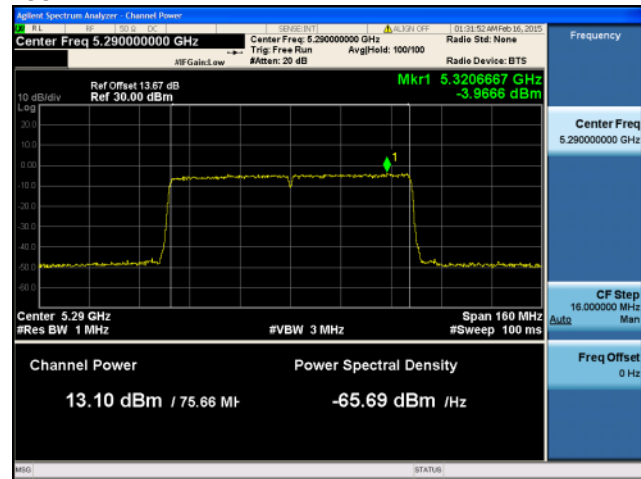 Agilent Spectrum Analyzer - Channel Power
RL RF 50 Ω DC SENSE:INT ALIGN OFF 01:31:52 AM Feb 16, 2015
Center Freq 5.290000000 GHz
Center Freq: 5.290000000 GHz Radio Std: None
Trig: Free Run Avg|Hold: 100/100
#IFGain:Low #Atten: 20 dB Radio Device: BTS
Frequency
Ref Offset 13.67 dB
10 dB/div Ref 30.00 dBm
Mkr1 5.3206667 GHz
-3.9666 dBm
Log
20.0
10.0
0.00
-10.0
-20.0
-30.0
-40.0
-50.0
-60.0
1
Center 5.29 GHz Span 160 MHz
#Res BW 1 MHz #VBW 3 MHz #Sweep 100 ms
Channel Power Power Spectral Density
13.10 dBm / 75.66 MH -65.69 dBm /Hz
Center Freq
5.290000000 GHz
CF Step
16.000000 MHz
Auto Man
Freq Offset
0 Hz
MSG STATUS